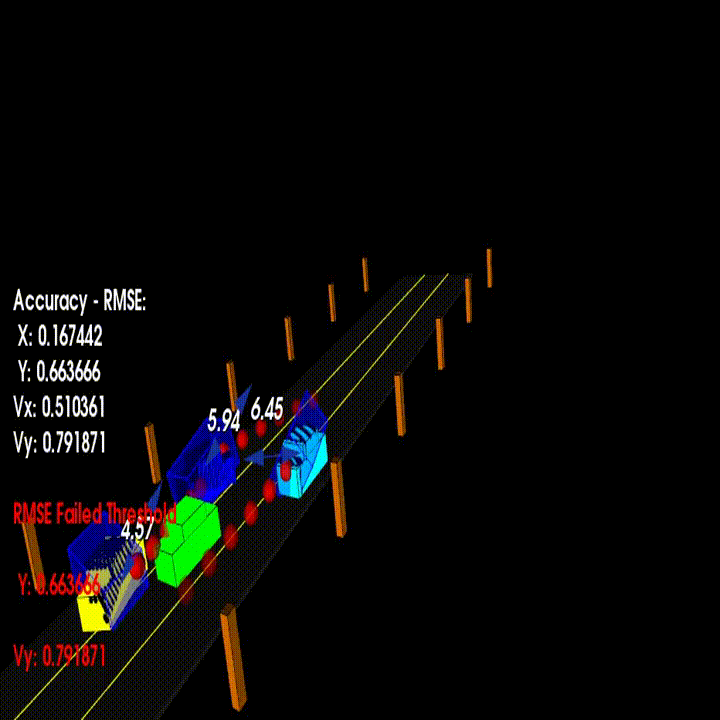 Accuracy - RMSE:
X: 0.167442
Y: 0.663666
Vx: 0.510361
Vy: 0.791871
5.94 6.45
RMSE Failed Threshold
4.57
Y: 0.663666
Vy: 0.791871